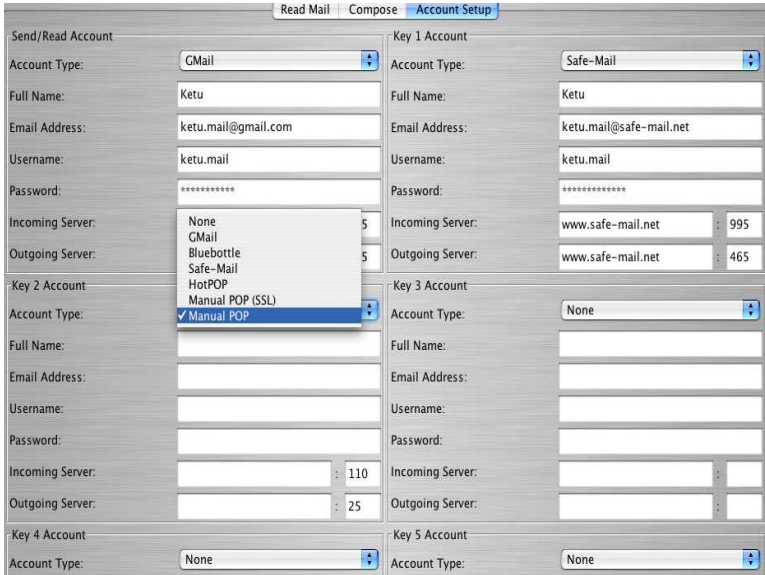 Read Mail Compose Account Setup
Send/Read Account
Account Type: GMail
Full Name: Ketu
Email Address: ketu.mail@gmail.com
Username: ketu.mail
Password: ***********
Incoming Server: 5
Outgoing Server: 5
Key 1 Account
Account Type: Safe-Mail
Full Name: Ketu
Email Address: ketu.mail@safe-mail.net
Username: ketu.mail
Password: *************
Incoming Server: www.safe-mail.net : 995
Outgoing Server: www.safe-mail.net : 465
None
GMail
Bluebottle
Safe-Mail
HotPOP
Manual POP (SSL)
✓ Manual POP
Key 2 Account
Account Type:
Full Name:
Email Address:
Username:
Password:
Incoming Server: : 110
Outgoing Server: : 25
Key 3 Account
Account Type: None
Full Name:
Email Address:
Username:
Password:
Incoming Server: :
Outgoing Server: :
Key 4 Account
Account Type: None
Key 5 Account
Account Type: None